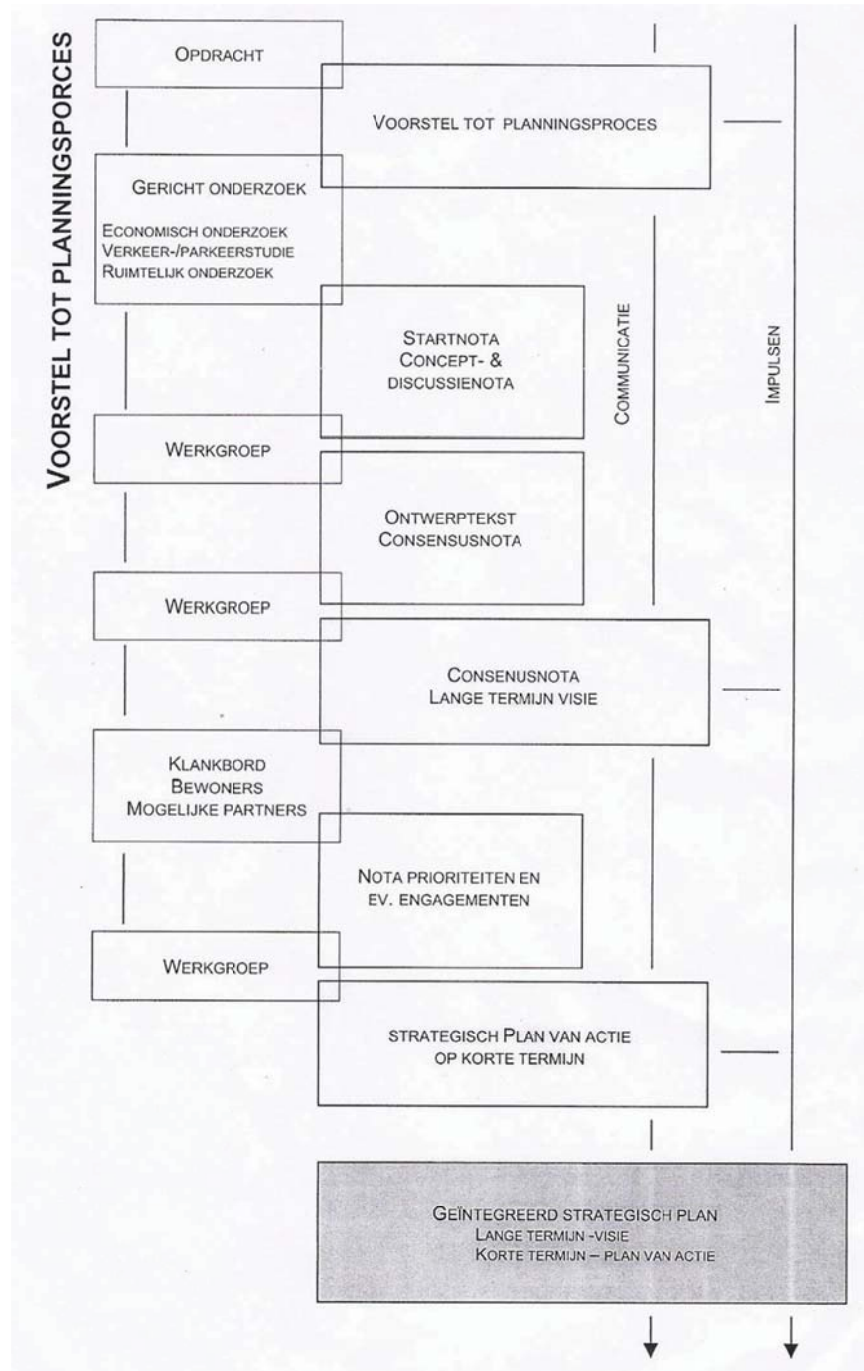 VOORSTEL TOT PLANNINGSPORCES
OPDRACHT
VOORSTEL TOT PLANNINGSPROCES
GERICHT ONDERZOEK
ECONOMISCH ONDERZOEK
VERKEER-/PARKEERSTUDIE
RUIMTELIJK ONDERZOEK
STARTNOTA
CONCEPT- &
DISCUSSIENOTA
COMMUNICATIE
IMPULSEN
WERKGROEP
ONTWERPTEKST
CONSENSUSNOTA
WERKGROEP
CONSENUSNOTA
LANGE TERMIJN VISIE
KLANKBORD
BEWONERS
MOGELIJKE PARTNERS
NOTA PRIORITEITEN EN
EV. ENGAGEMENTEN
WERKGROEP
STRATEGISCH PLAN VAN ACTIE
OP KORTE TERMIJN
GEÏNTEGREERD STRATEGISCH PLAN
LANGE TERMIJN -VISIE
KORTE TERMIJN – PLAN VAN ACTIE